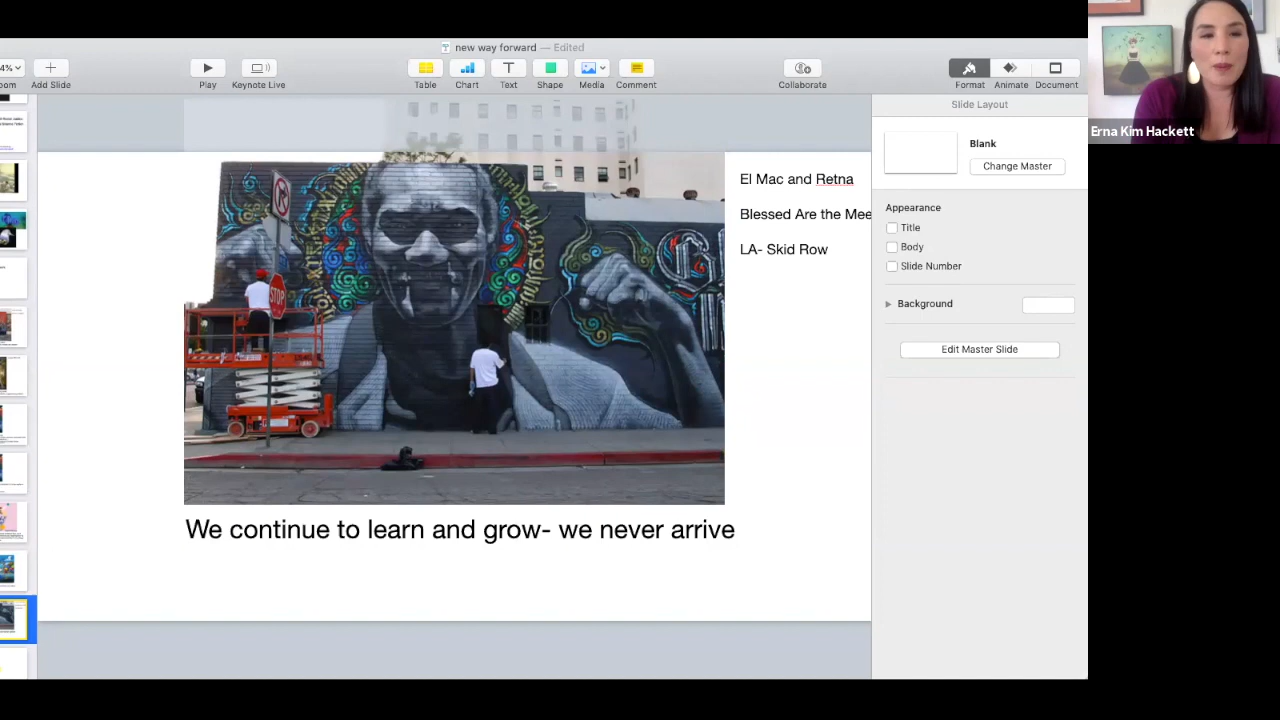 new way forward — Edited
Add Slide
Play
Keynote Live
Table
Chart
Text
Shape
Media
Comment
Collaborate
Format
Animate
Document
Slide Layout
Erna Kim Hackett
Blank
Change Master
El Mac and Retna
Blessed Are the Mee
LA- Skid Row
Appearance
Title
Body
Slide Number
Background
Edit Master Slide
STOP
We continue to learn and grow- we never arrive